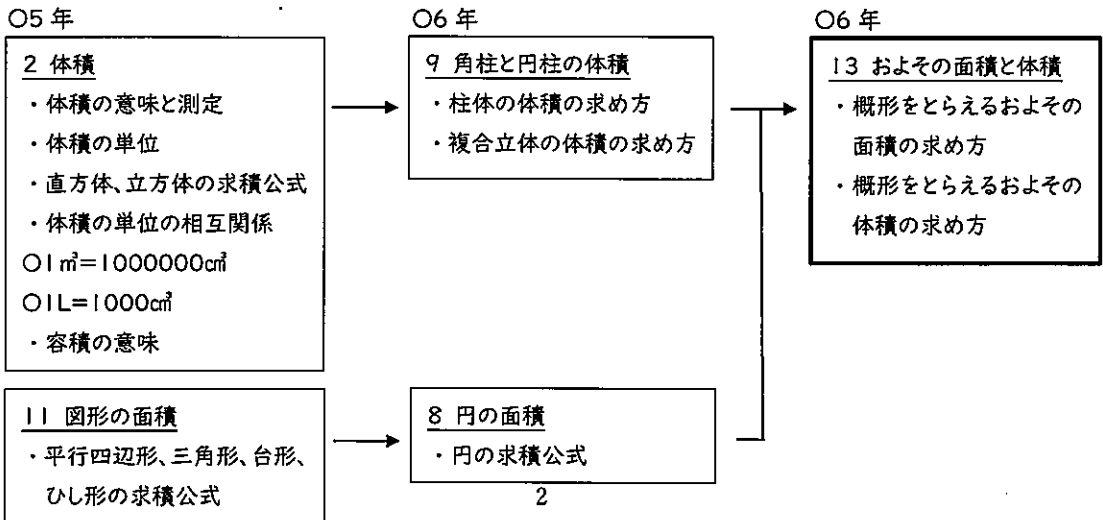 ○5年
2 体積
・体積の意味と測定
・体積の単位
・直方体、立方体の求積公式
・体積の単位の相互関係
○1㎥=1000000㎤
○1L=1000㎤
・容積の意味
11 図形の面積
・平行四辺形、三角形、台形、
ひし形の求積公式
○6年
9 角柱と円柱の体積
・柱体の体積の求め方
・複合立体の体積の求め方
8 円の面積
・円の求積公式
○6年
13 およその面積と体積
・概形をとらえるおよその
面積の求め方
・概形をとらえるおよその
体積の求め方
2